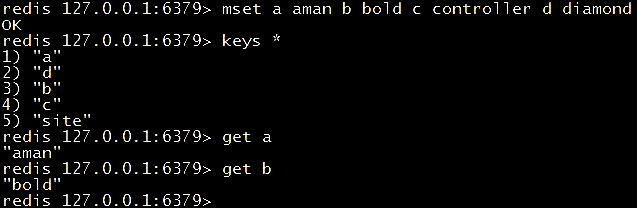 redis 127.0.0.1:6379> mset a aman b bold c controller d diamond
OK
redis 127.0.0.1:6379> keys *
1) "a"
2) "d"
3) "b"
4) "c"
5) "site"
redis 127.0.0.1:6379> get a
"aman"
redis 127.0.0.1:6379> get b
"bold"
redis 127.0.0.1:6379>